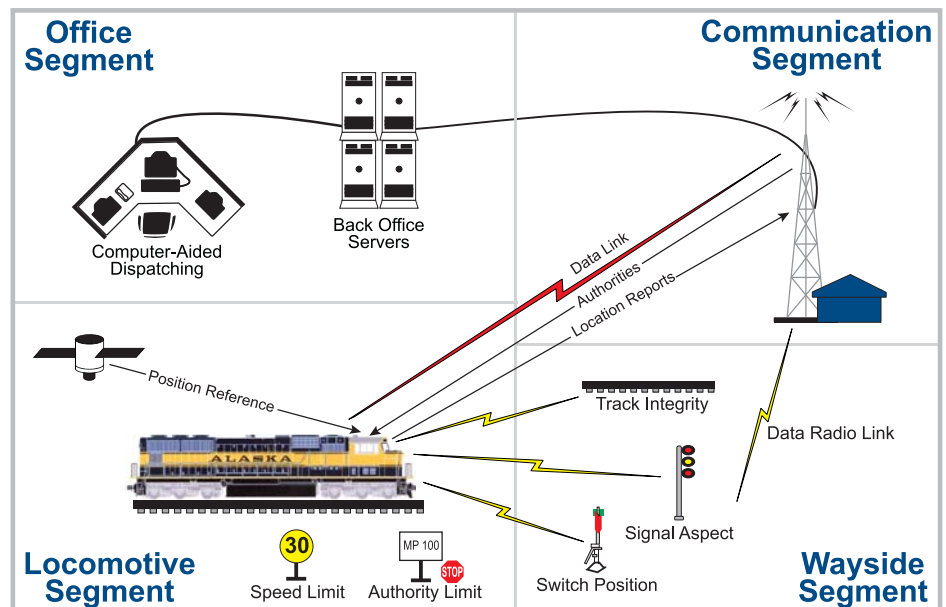 Office
Segment
Communication
Segment
Computer-Aided
Dispatching
Back Office
Servers
Data Link
Authorities
Location Reports
Position Reference
ALASKA
Track Integrity
Data Radio Link
Signal Aspect
Switch Position
30
Speed Limit
MP 100
STOP
Authority Limit
Locomotive
Segment
Wayside
Segment